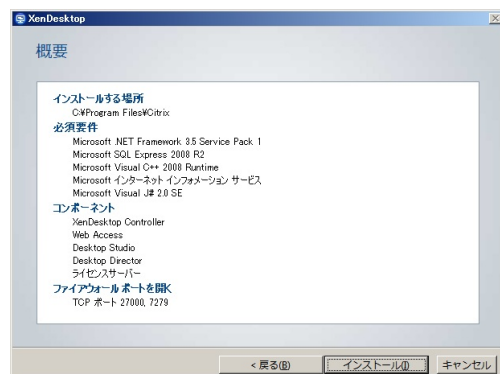 XenDesktop
概要
インストールする場所
C:¥Program Files¥Citrix
必須要件
Microsoft .NET Framework 3.5 Service Pack 1
Microsoft SQL Express 2008 R2
Microsoft Visual C++ 2008 Runtime
Microsoft インターネット インフォメーション サービス
Microsoft Visual J# 2.0 SE
コンポーネント
XenDesktop Controller
Web Access
Desktop Studio
Desktop Director
ライセンスサーバー
ファイアウォール ポートを開く
TCP ポート 27000, 7279
< 戻る(B) インストール(I) キャンセル